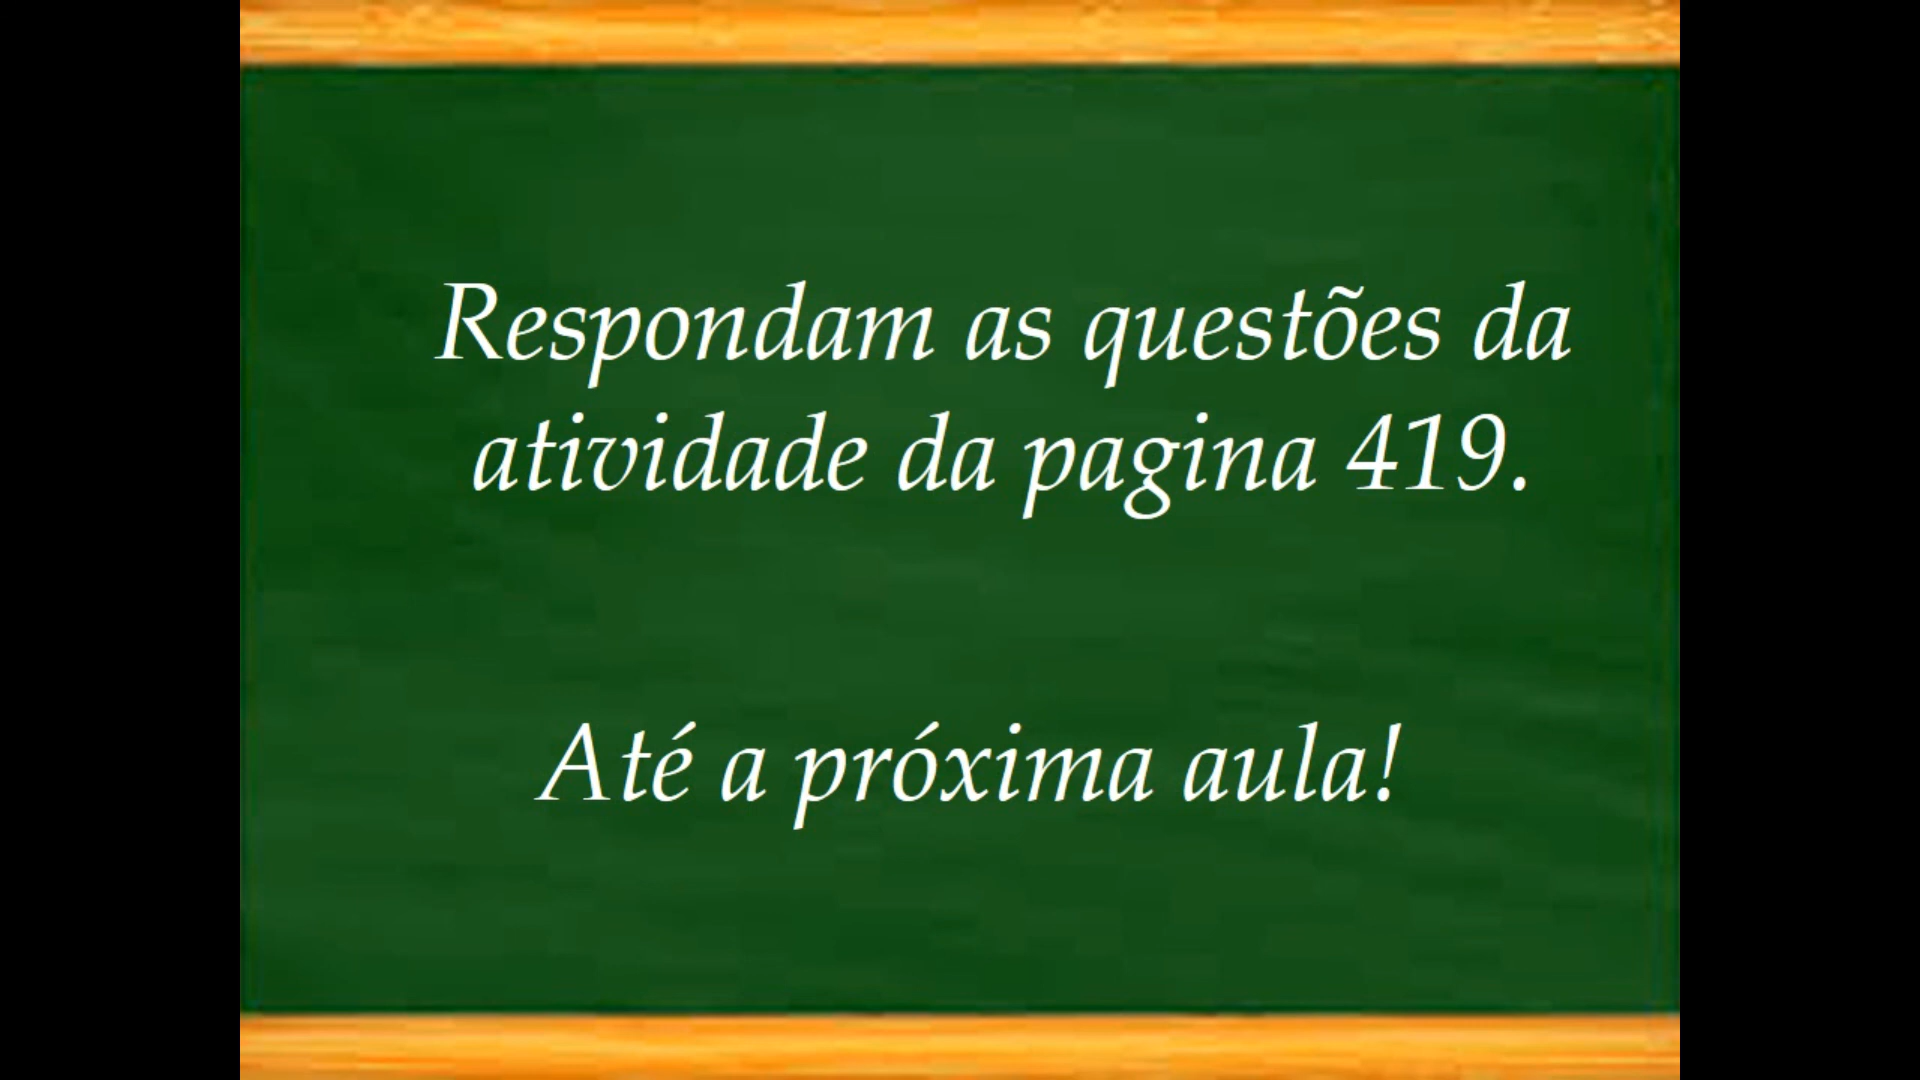 Respondam as questões da
atividade da pagina 419.
Até a próxima aula!